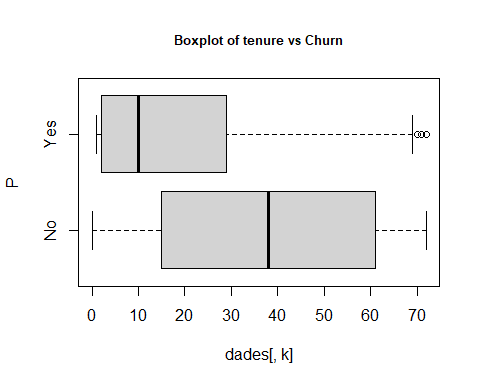 Boxplot of tenure vs Churn
P
Yes
No
0 10 20 30 40 50 60 70
dades[, k]